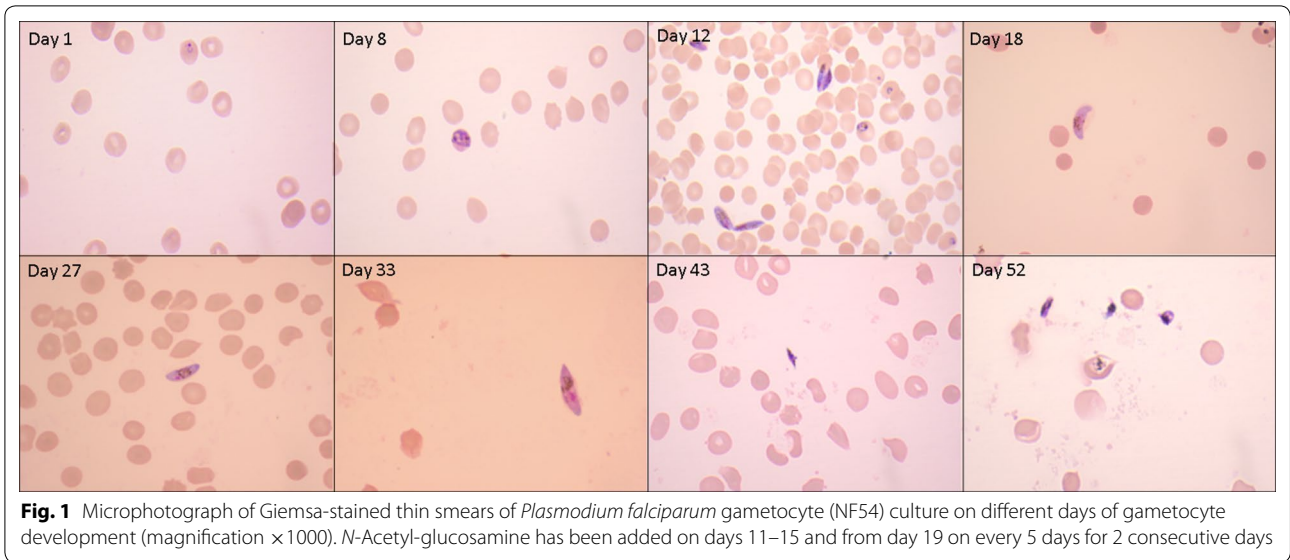 Day 1
Day 8
Day 12
Day 18
Day 27
Day 33
Day 43
Day 52
Fig. 1 Microphotograph of Giemsa-stained thin smears of Plasmodium falciparum gametocyte (NF54) culture on different days of gametocyte
development (magnification ×1000). N-Acetyl-glucosamine has been added on days 11–15 and from day 19 on every 5 days for 2 consecutive days